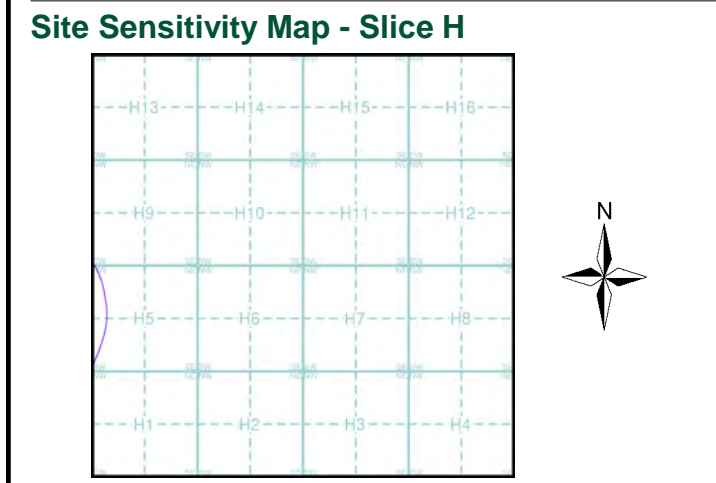 Site Sensitivity Map - Slice H
H13 H14 H15 H16
H9 H10 H11 H12
N
H5 H6 H7 H8
H1 H2 H3 H4